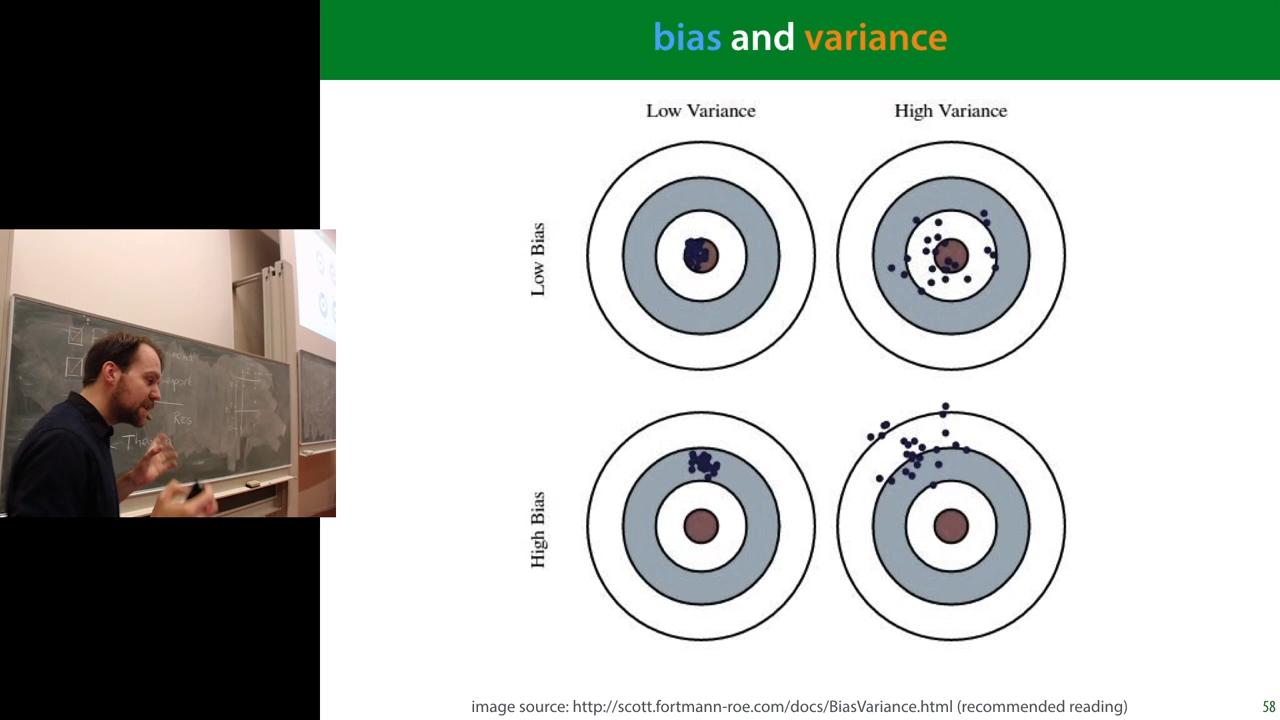 bias and variance
Low Variance
High Variance
Low Bias
High Bias
image source: http://scott.fortmann-roe.com/docs/BiasVariance.html (recommended reading)
58